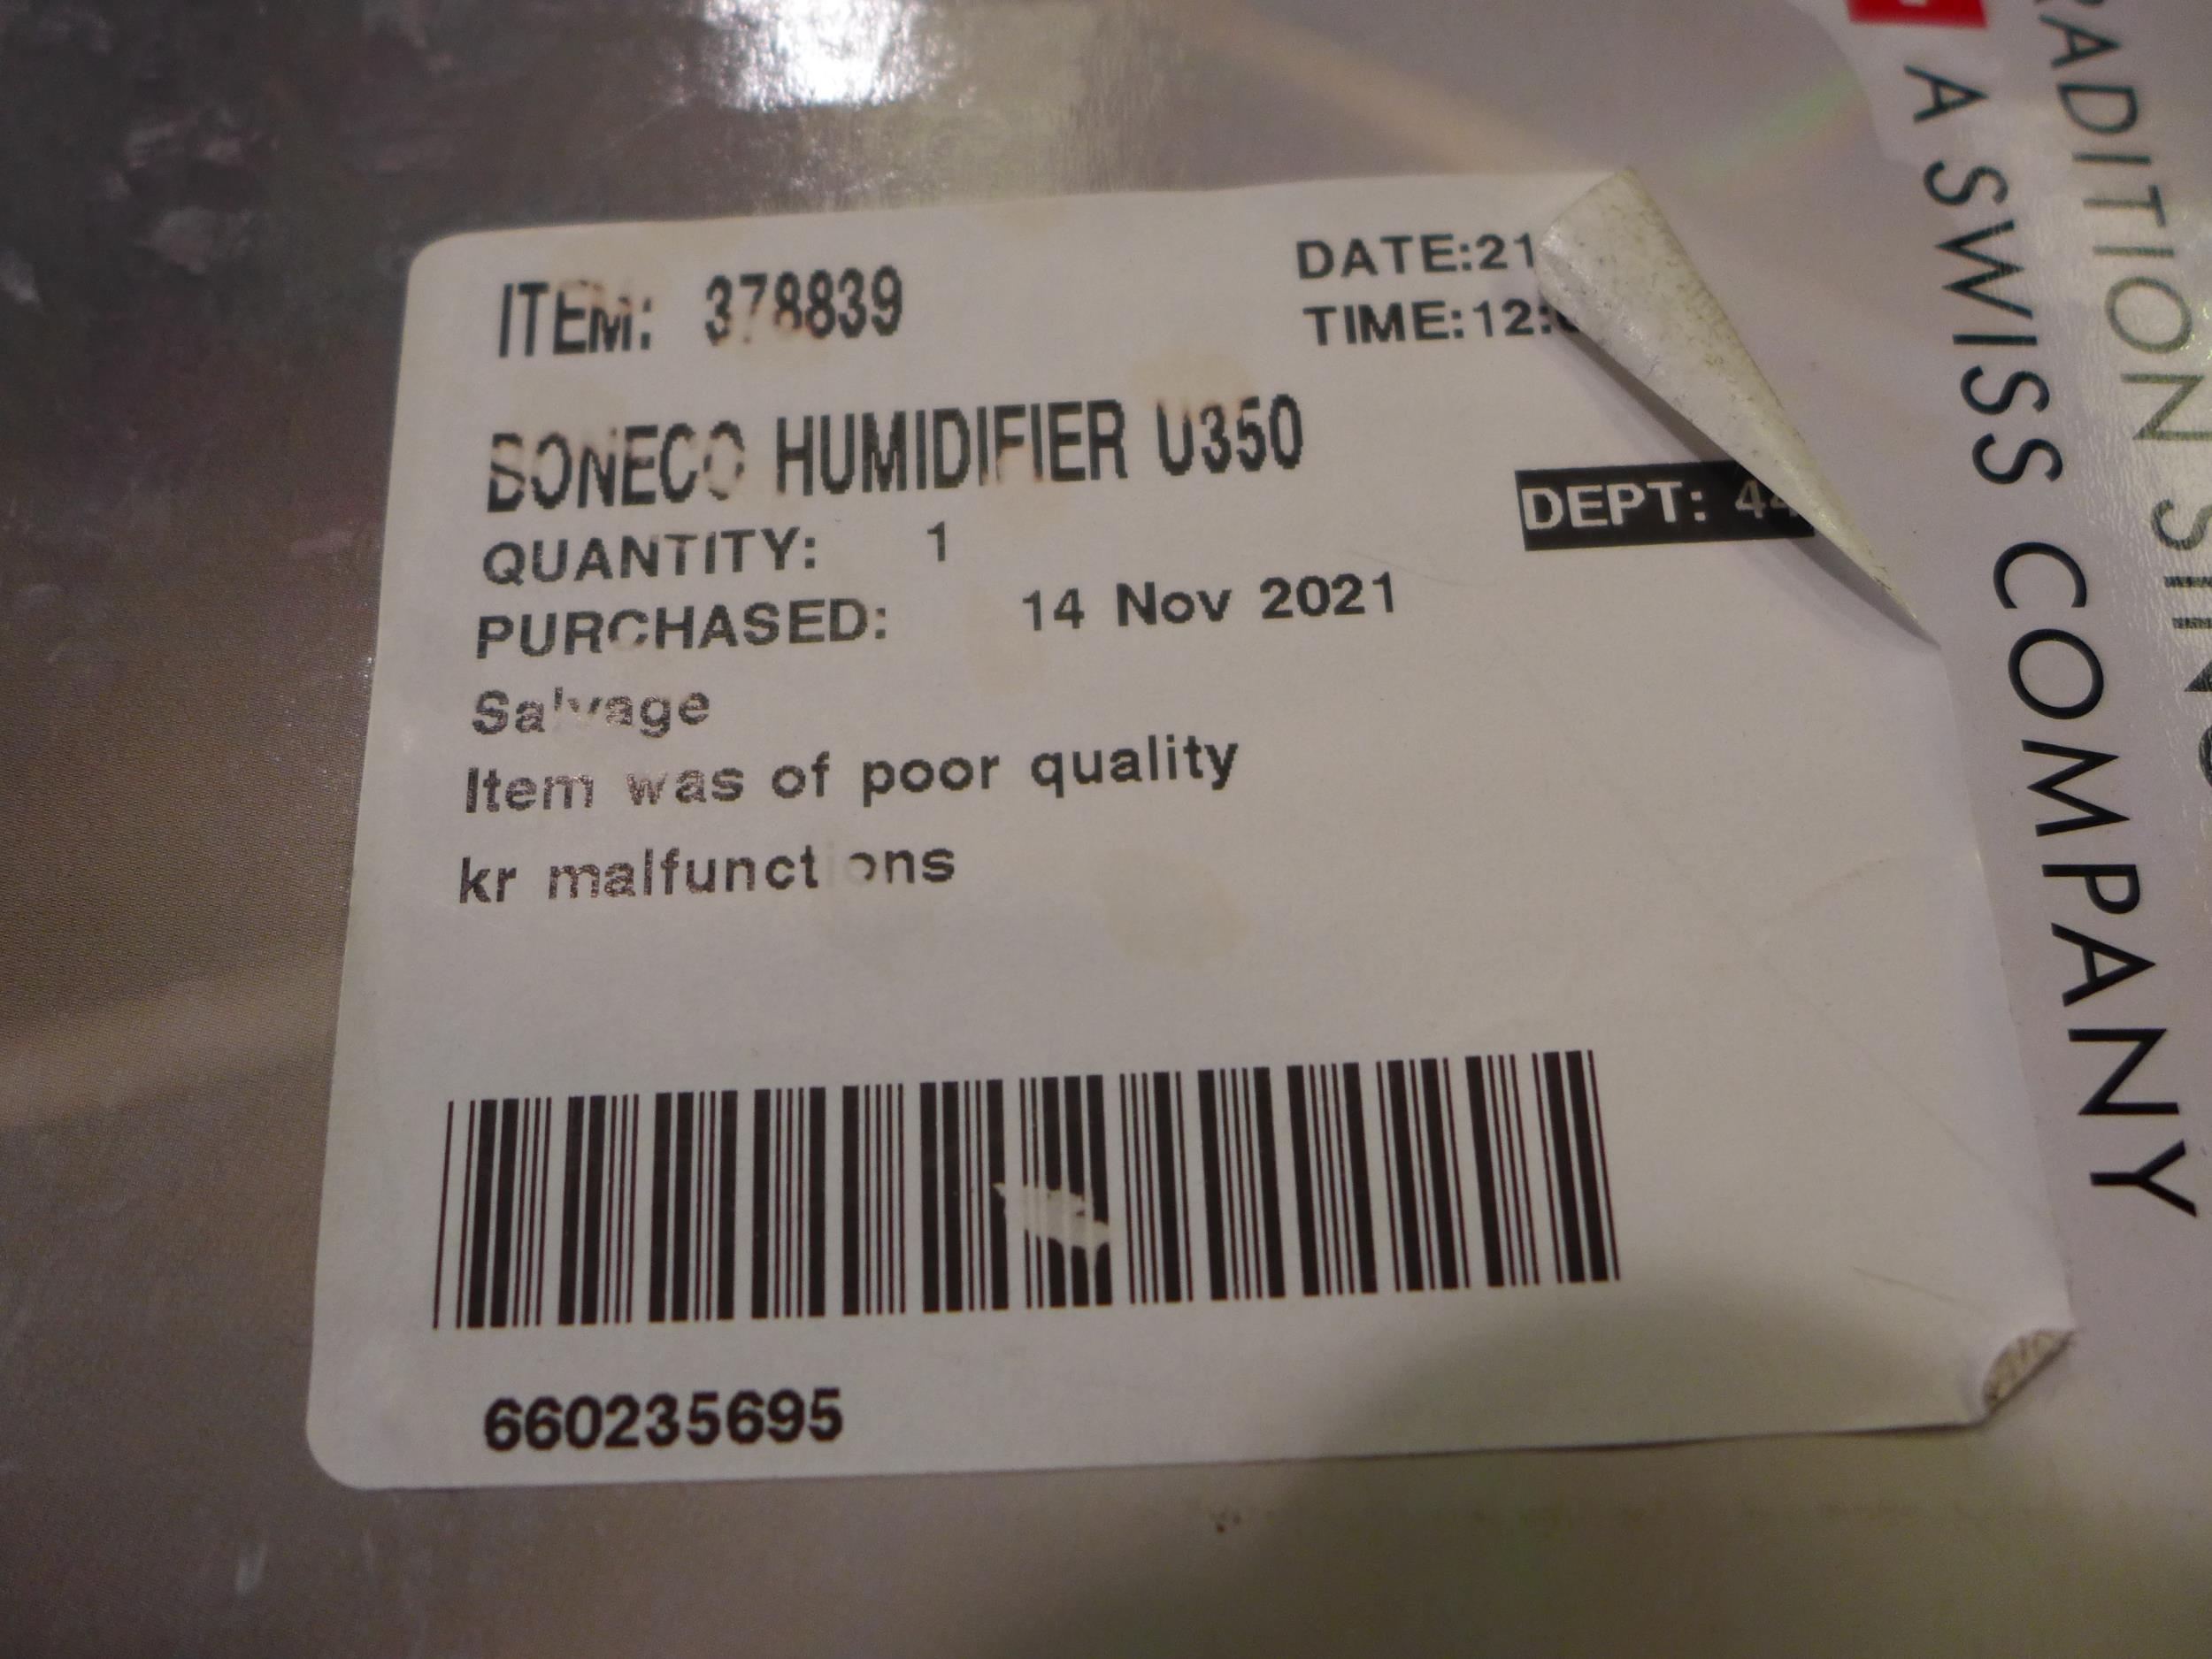 ITEM: 378839
DATE:21
TIME:12:
BONECO HUMIDIFIER U350
DEPT: 44
QUANTITY: 1
PURCHASED: 14 Nov 2021
Salvage
Item was of poor quality
kr malfunctions
660235695
A SWISS COMPANY